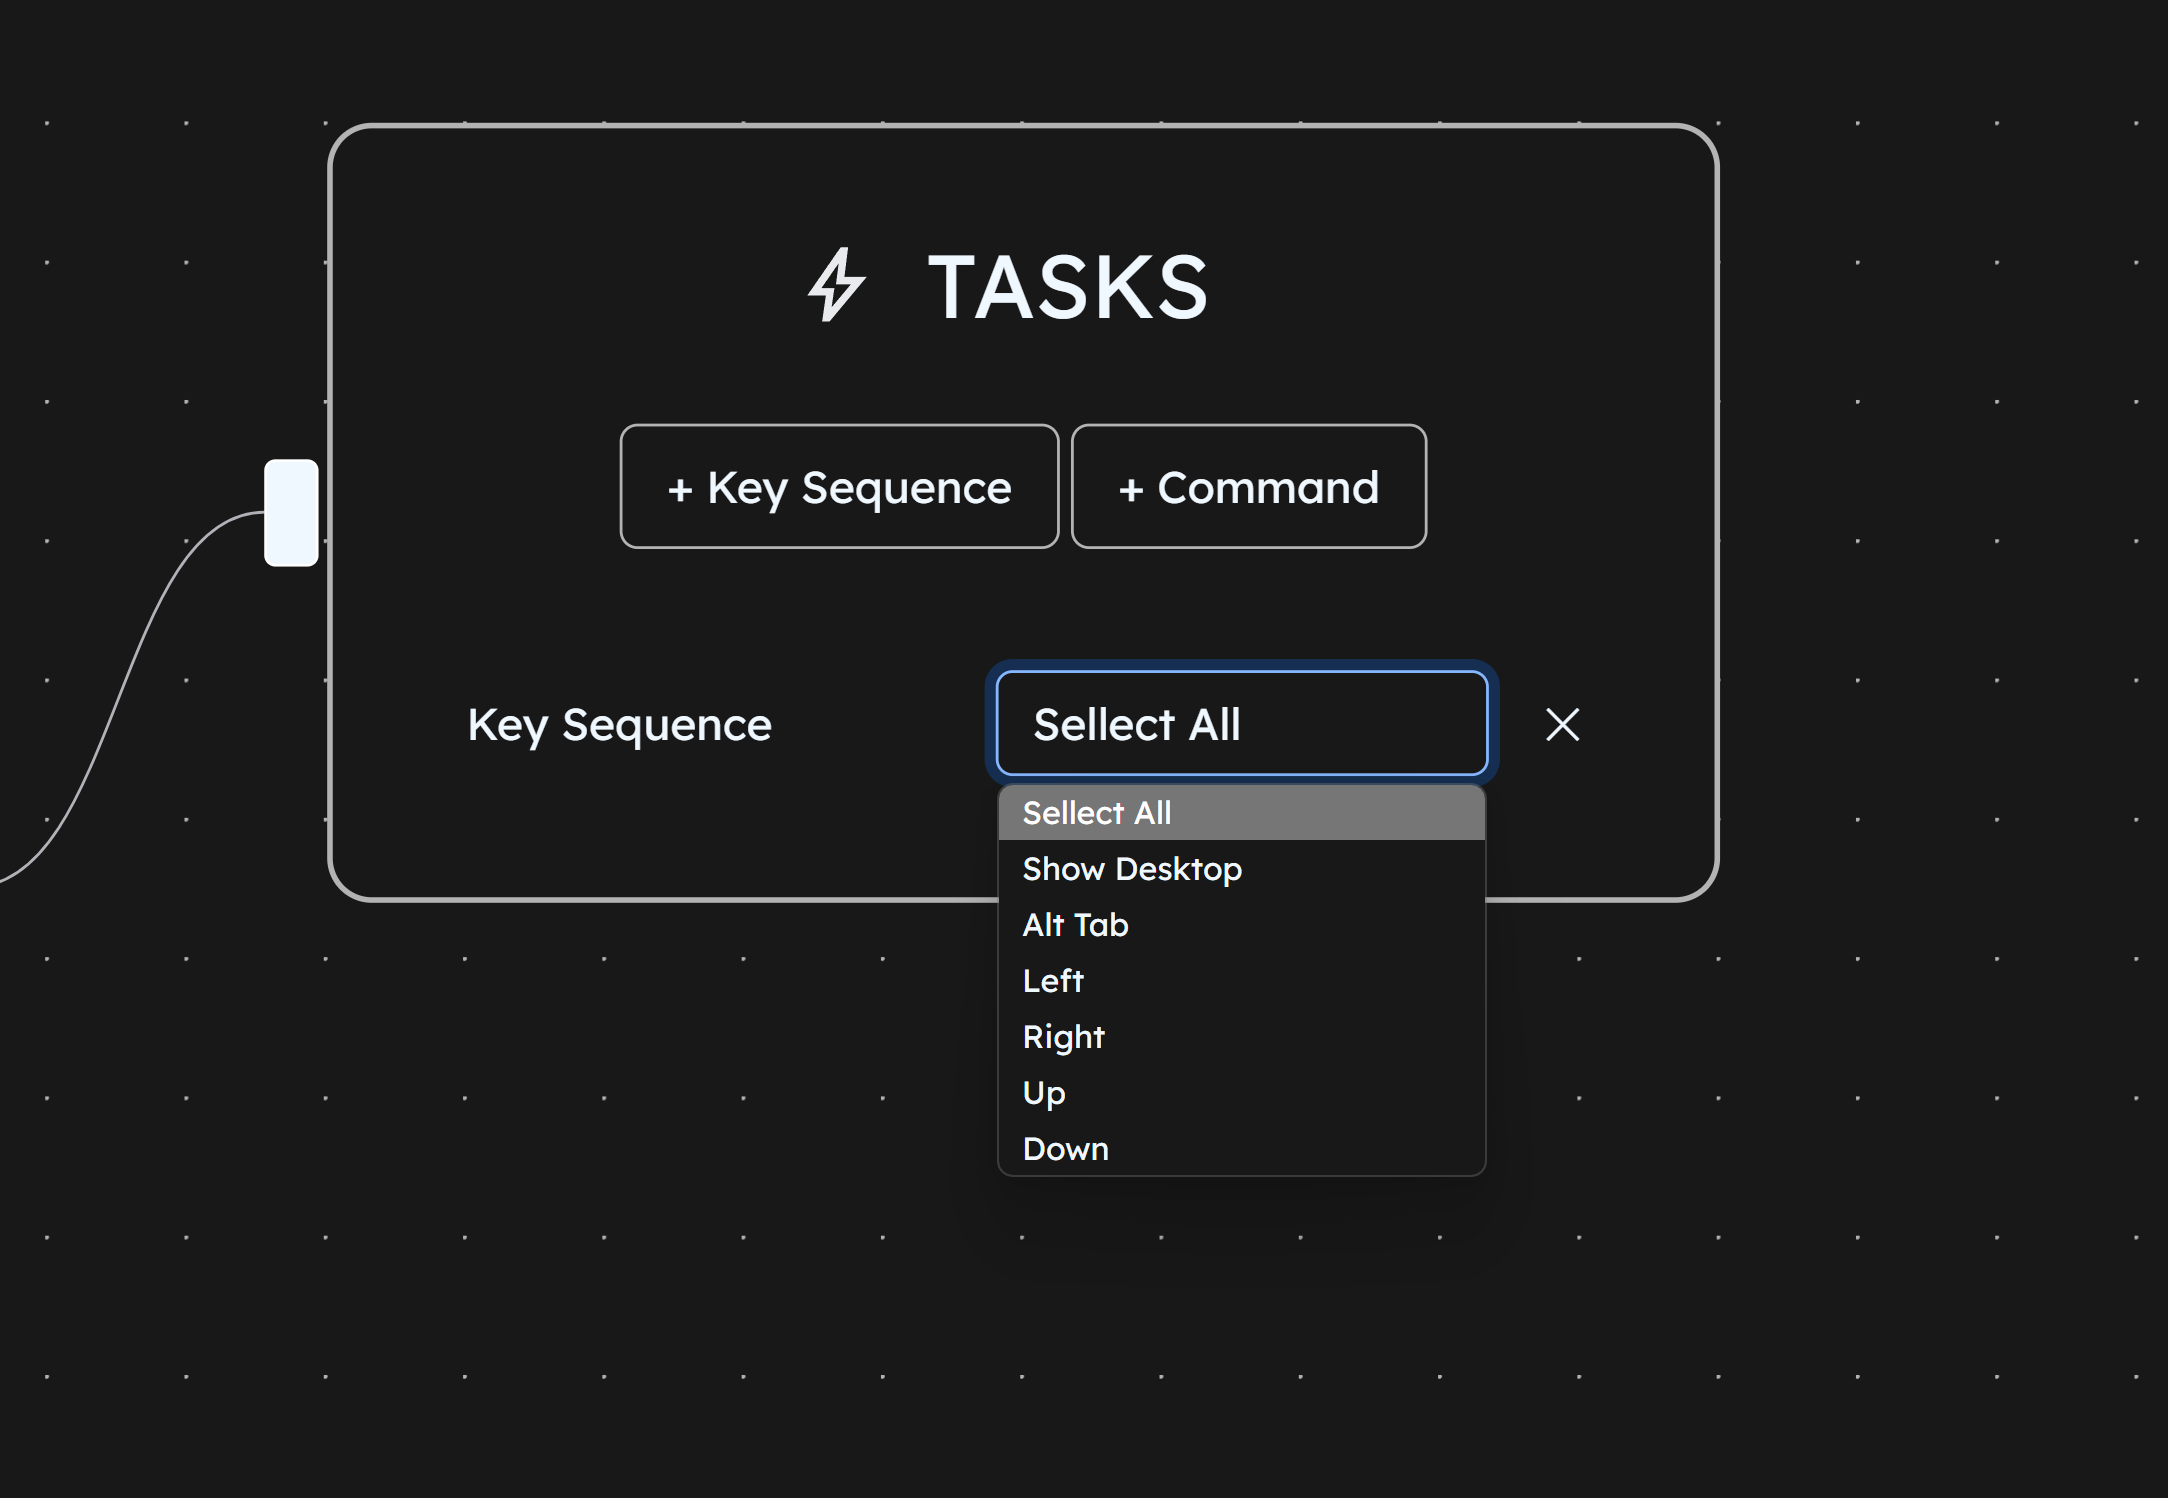 TASKS
+ Key Sequence + Command
Key Sequence Sellect All
Sellect All
Show Desktop
Alt Tab
Left
Right
Up
Down